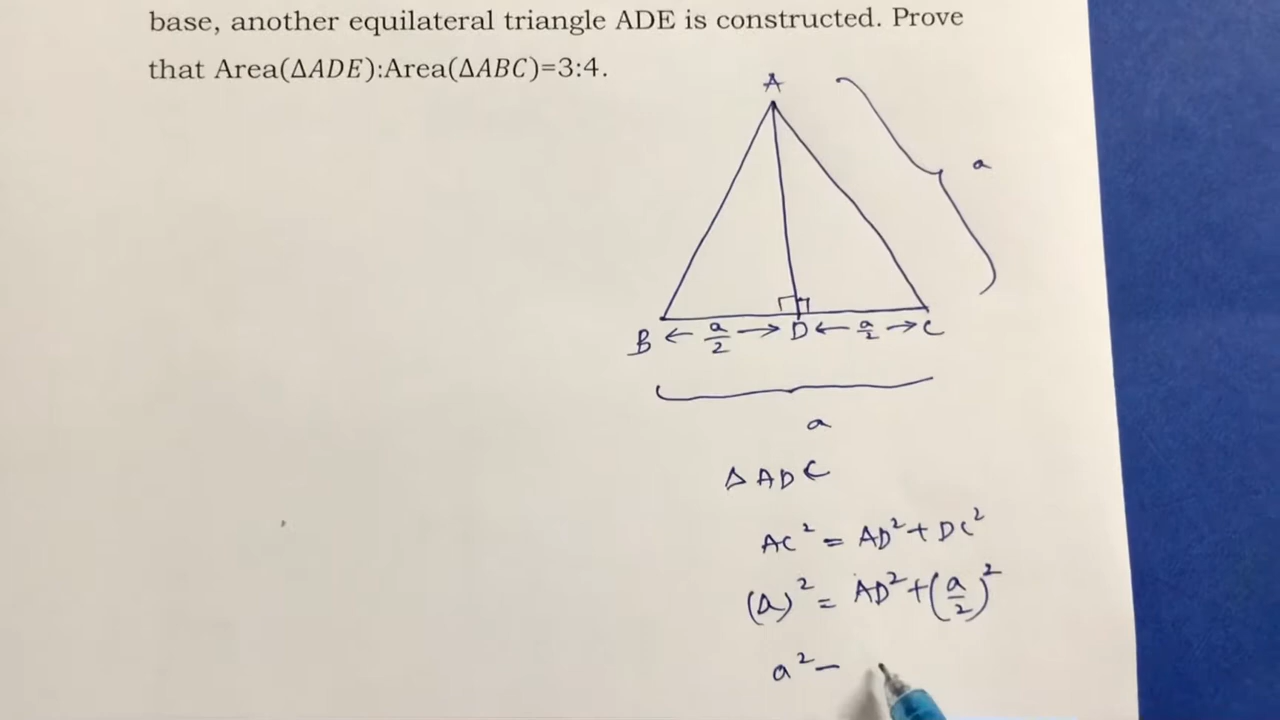 base, another equilateral triangle ADE is constructed. Prove
that Area(ΔADE):Area(ΔABC)=3:4.
A
a
B ← a/2 → D ← a/2 → C
a
Δ ADC
AC² = AD² + DC²
(a)² = AD² + (a/2)²
a² −